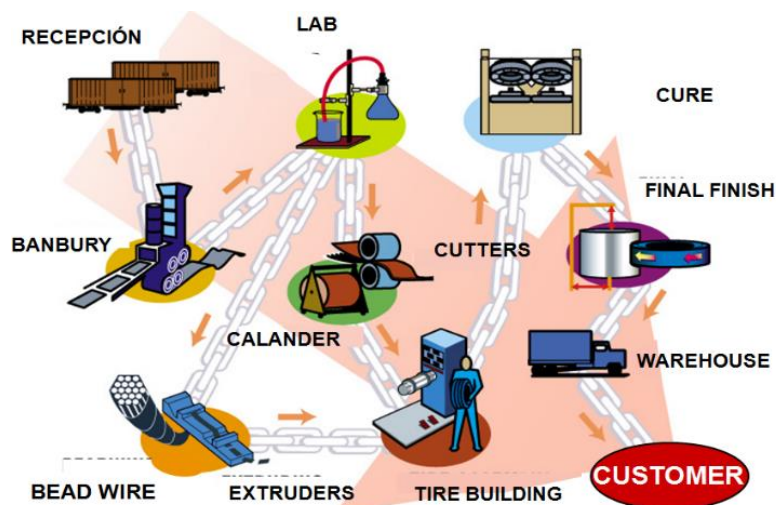 RECEPCIÓN
LAB
CURE
BANBURY
CUTTERS
FINAL FINISH
CALANDER
WAREHOUSE
BEAD WIRE
EXTRUDERS
TIRE BUILDING
CUSTOMER